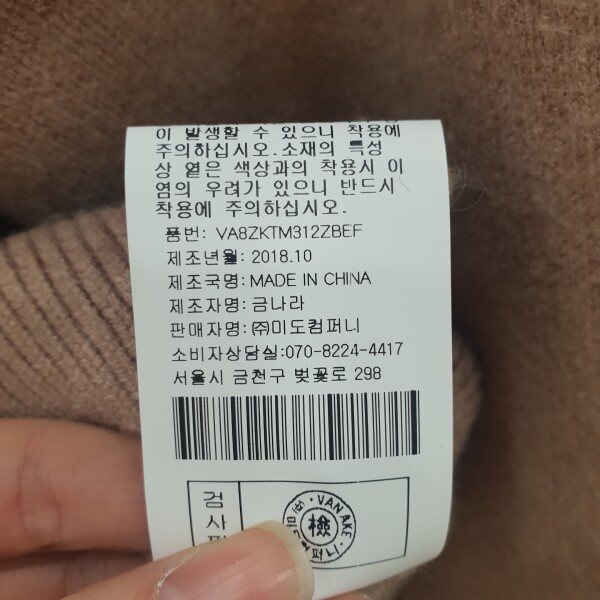 이 발생할 수 있으니 착용에
주의하십시오.소재의 특성
상 옅은 색상과의 착용시 이
염의 우려가 있으니 반드시
착용에 주의하십시오.
품번: VA8ZKTM312ZBEF
제조년월: 2018.10
제조국명: MADE IN CHINA
제조자명: 금나라
판매자명: ㈜미도컴퍼니
소비자상담실:070-8224-4417
서울시 금천구 벚꽃로 298
검사
VAN AKE
檢